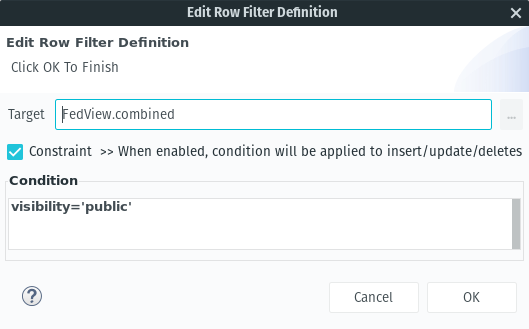 Edit Row Filter Definition
Edit Row Filter Definition
Click OK To Finish
Target FedView.combined ...
Constraint >> When enabled, condition will be applied to insert/update/deletes
Condition
visibility='public'
? Cancel OK